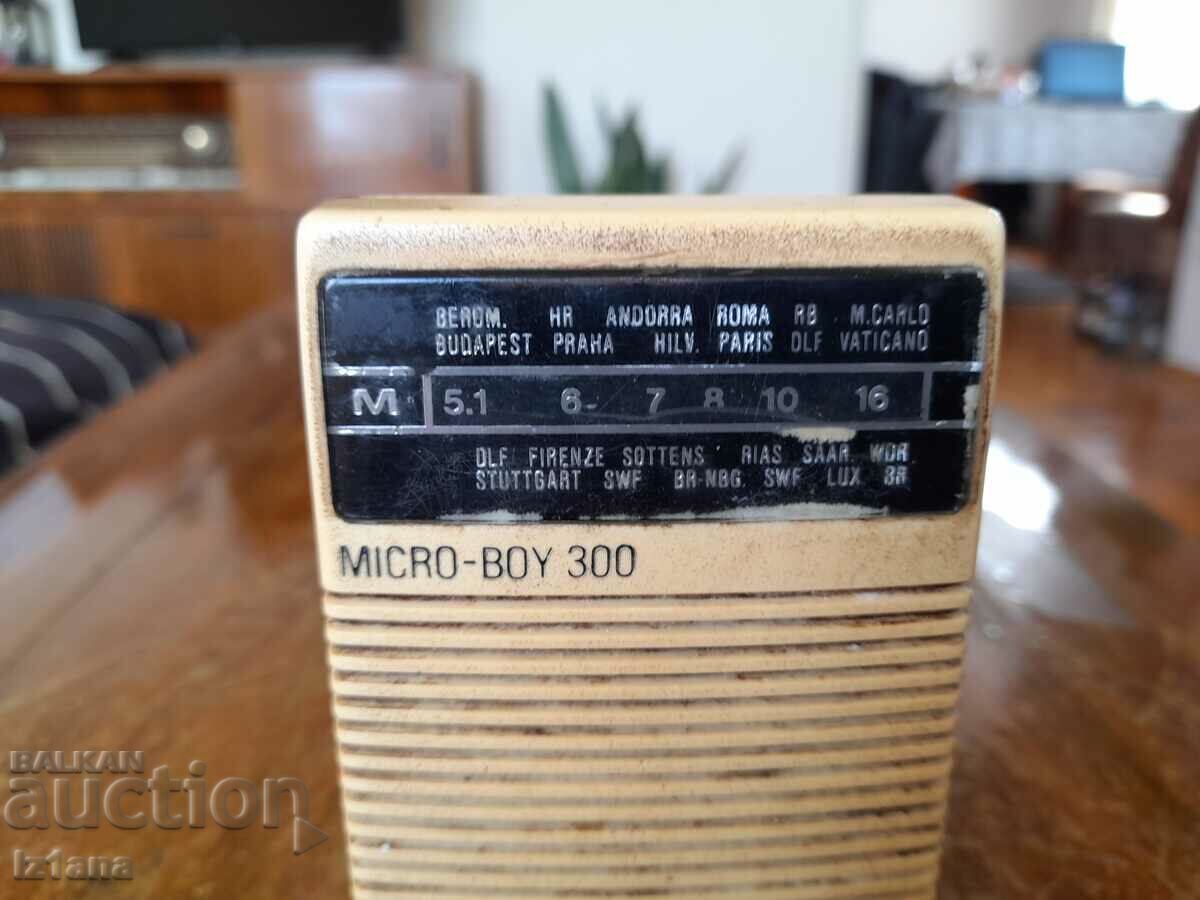 BEROM. HR ANDORRA ROMA RB M.CARLO
BUDAPEST PRAHA HILV. PARIS DLF VATICANO
M 5.1 6 7 8 10 16
DLF FIRENZE SOTTENS RIAS SAAR. WDR
STUTTGART SWF BR-NBG. SWF LUX BR
MICRO-BOY 300
BALKAN
auction
Iz1ana